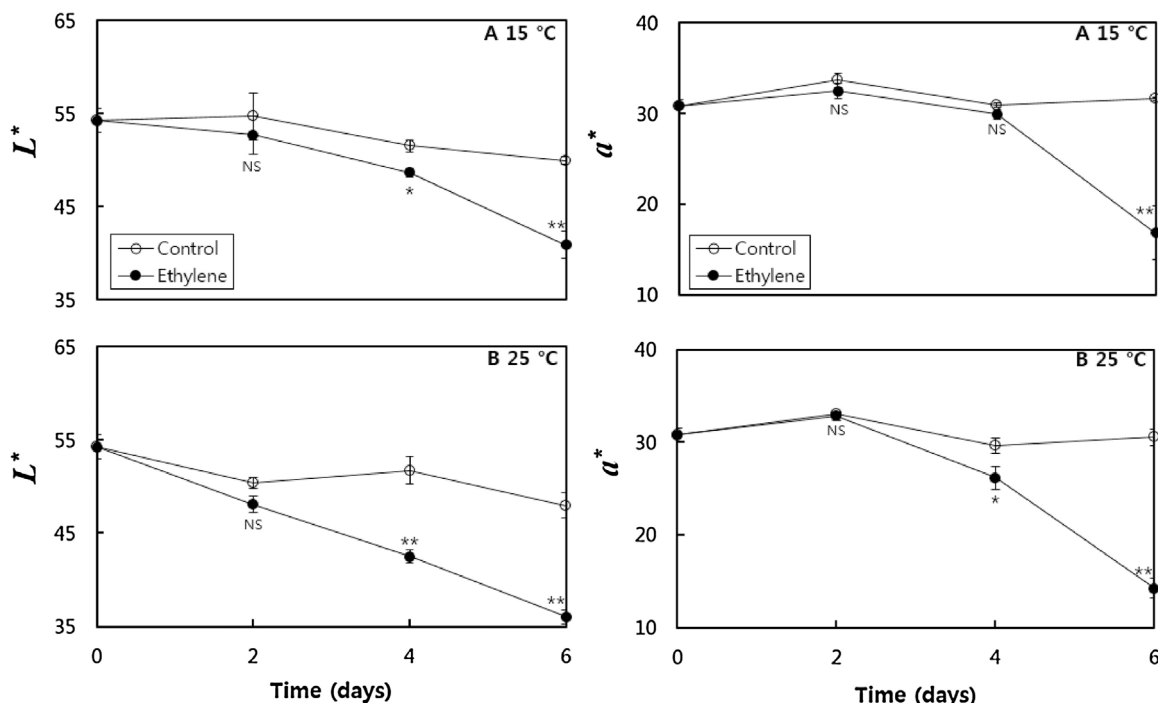 65
A 15 °C
55
L*
NS
*
45
**
Control
Ethylene
35
40
A 15 °C
30
NS
NS
a*
20
**
Control
Ethylene
10
65
B 25 °C
55
L*
NS
45
**
**
35
0 2 4 6
Time (days)
40
B 25 °C
30
NS
a*
*
20
**
10
0 2 4 6
Time (days)